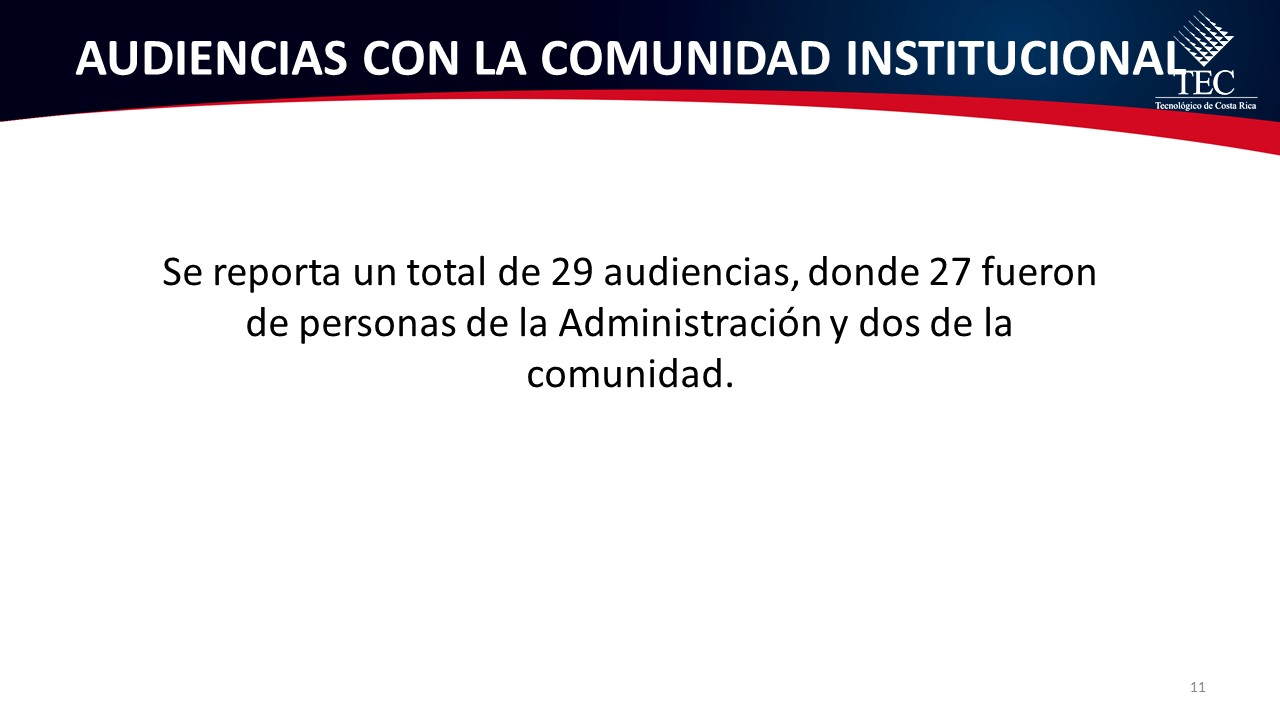 AUDIENCIAS CON LA COMUNIDAD INSTITUCIONAL
TEC
Tecnológico de Costa Rica
Se reporta un total de 29 audiencias, donde 27 fueron
de personas de la Administración y dos de la
comunidad.
11